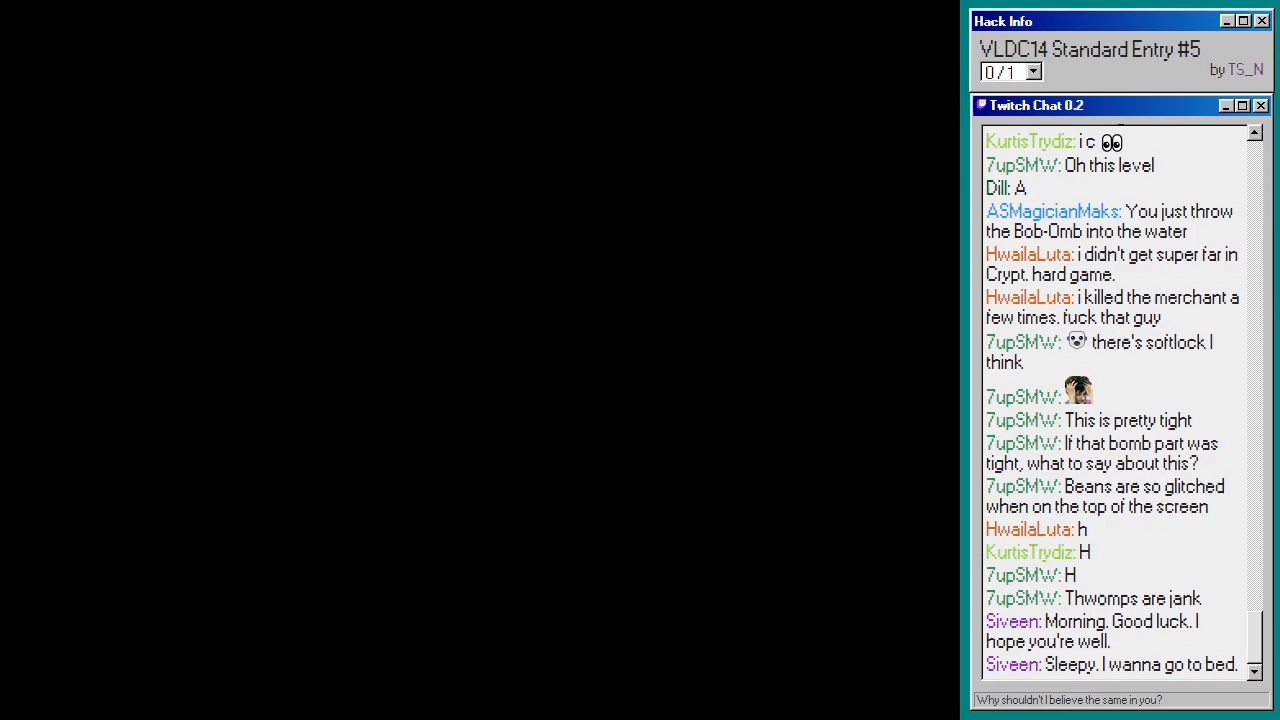 Hack Info
VLDC14 Standard Entry #5
0/1
by TS_N
Twitch Chat 0.2
KurtisTrydiz: i c
7upSMW: Oh this level
Dill: A
ASMagicianMaks: You just throw
the Bob-Omb into the water
HwailaLuta: i didn't get super far in
Crypt. hard game.
HwailaLuta: i killed the merchant a
few times. fuck that guy
7upSMW: there's softlock I
think
7upSMW:
7upSMW: This is pretty tight
7upSMW: If that bomb part was
tight, what to say about this?
7upSMW: Beans are so glitched
when on the top of the screen
HwailaLuta: h
KurtisTrydiz: H
7upSMW: H
7upSMW: Thwomps are jank
Siveen: Morning. Good luck. I
hope you're well.
Siveen: Sleepy. I wanna go to bed.
Why shouldn't I believe the same in you?